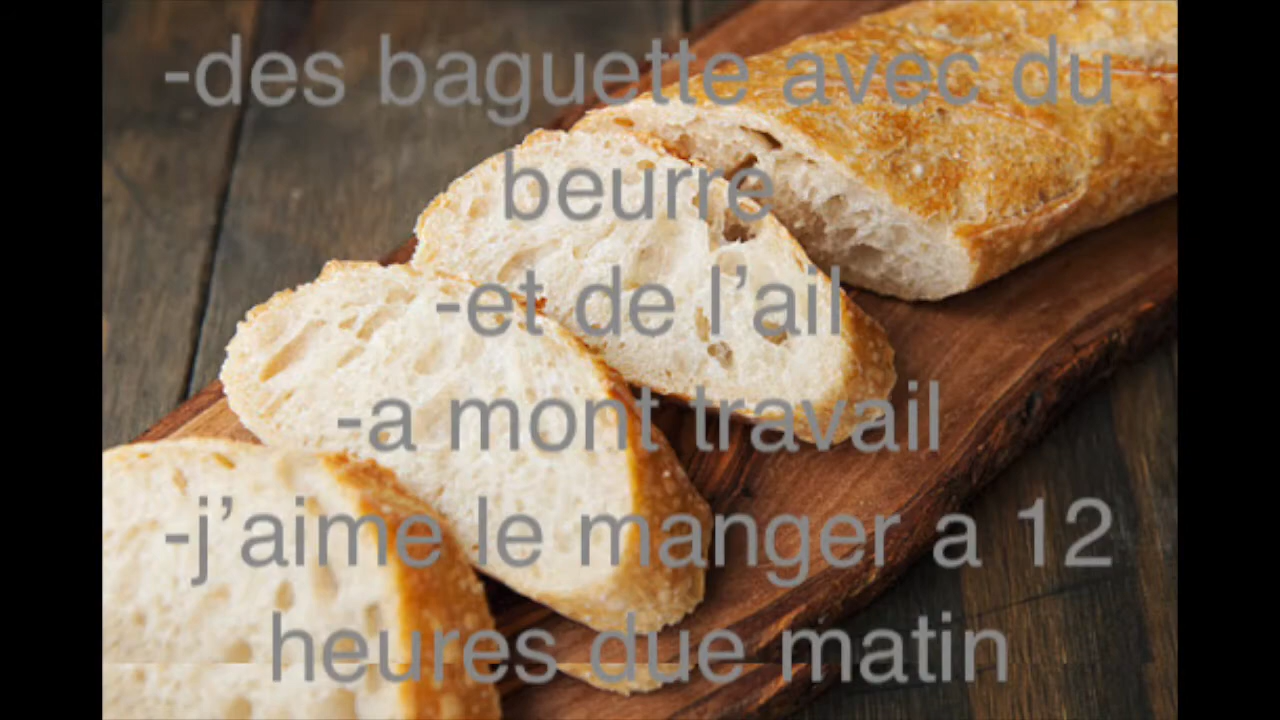 -des baguette avec du
beurre
-et de l’ail
-a mont travail
-j’aime le manger a 12
heures due matin